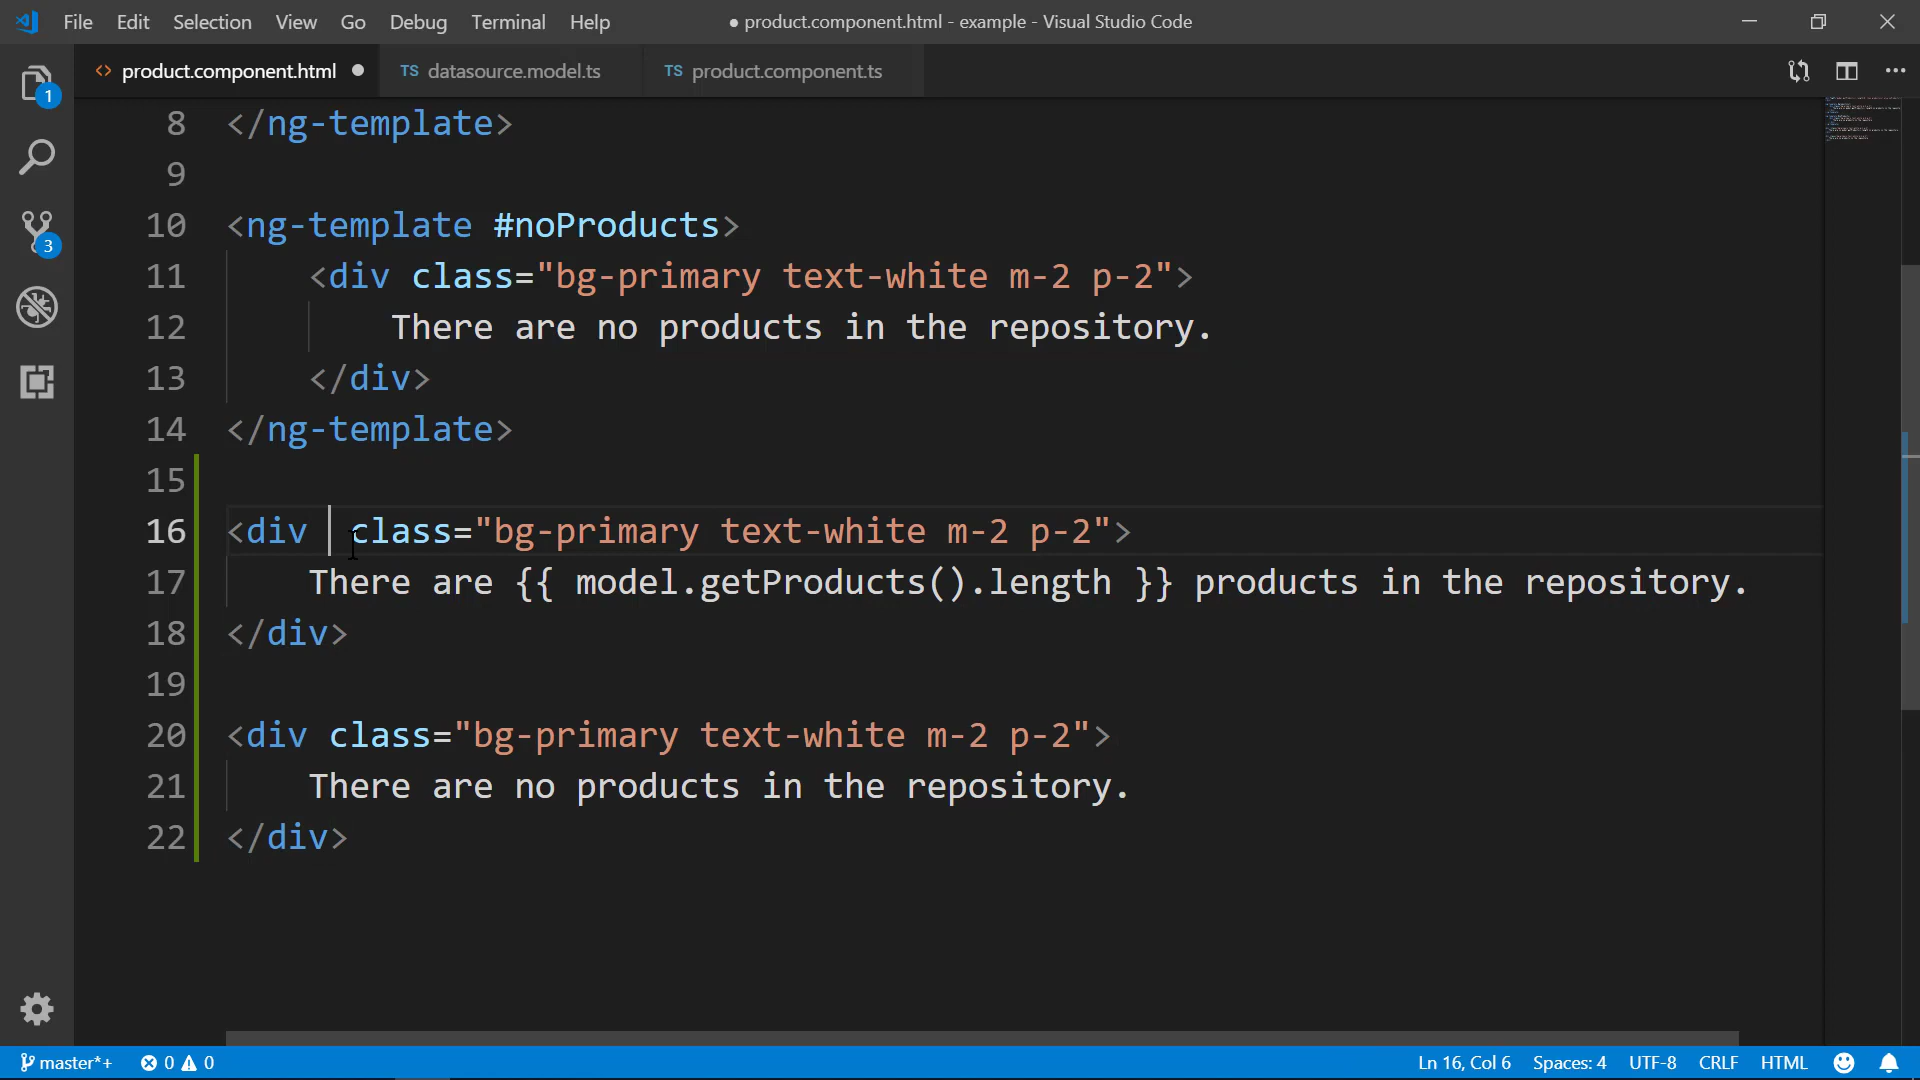 File Edit Selection View Go Debug Terminal Help
● product.component.html - example - Visual Studio Code
<> product.component.html ●
TS datasource.model.ts
TS product.component.ts
1
3
8 </ng-template>
9
10 <ng-template #noProducts>
11 <div class="bg-primary text-white m-2 p-2">
12 There are no products in the repository.
13 </div>
14 </ng-template>
15
16 <div  class="bg-primary text-white m-2 p-2">
17 There are {{ model.getProducts().length }} products in the repository.
18 </div>
19
20 <div class="bg-primary text-white m-2 p-2">
21 There are no products in the repository.
22 </div>
master*+ 0 0 Ln 16, Col 6 Spaces: 4 UTF-8 CRLF HTML